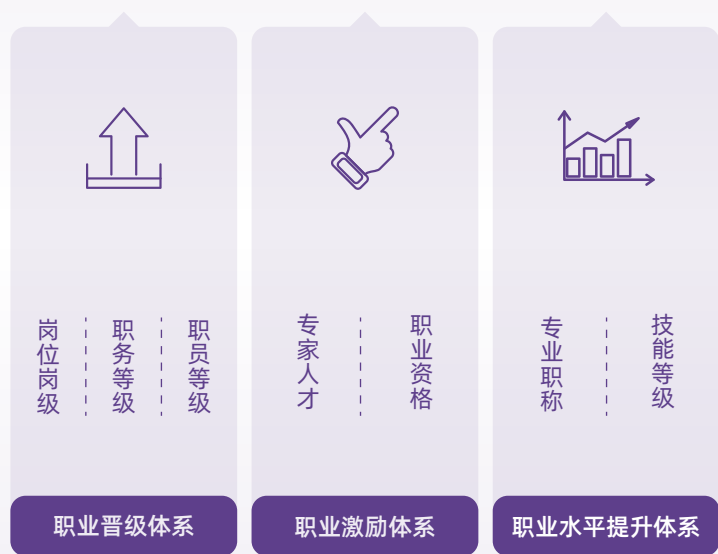 岗位岗级
职务等级
职员等级
职业晋级体系
专家人才
职业资格
职业激励体系
专业职称
技能等级
职业水平提升体系